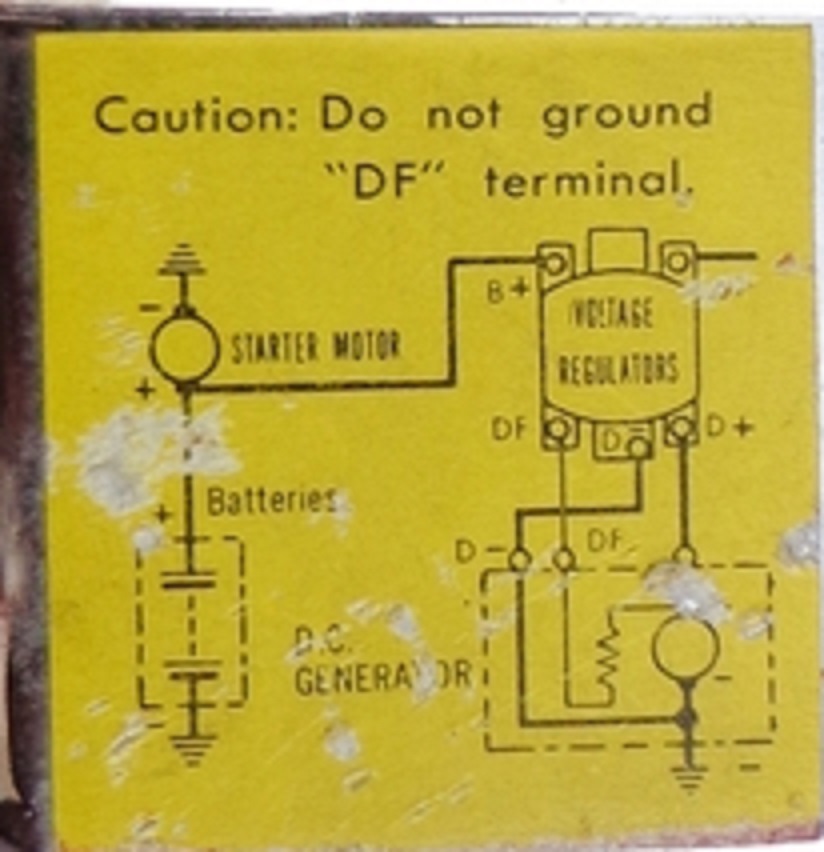 Caution: Do not ground
"DF" terminal.
−
STARTER MOTOR
+
B+
VOLTAGE
REGULATORS
DF
D−
D+
+
Batteries
D−
DF
D.C.
GENERATOR
−
−
−